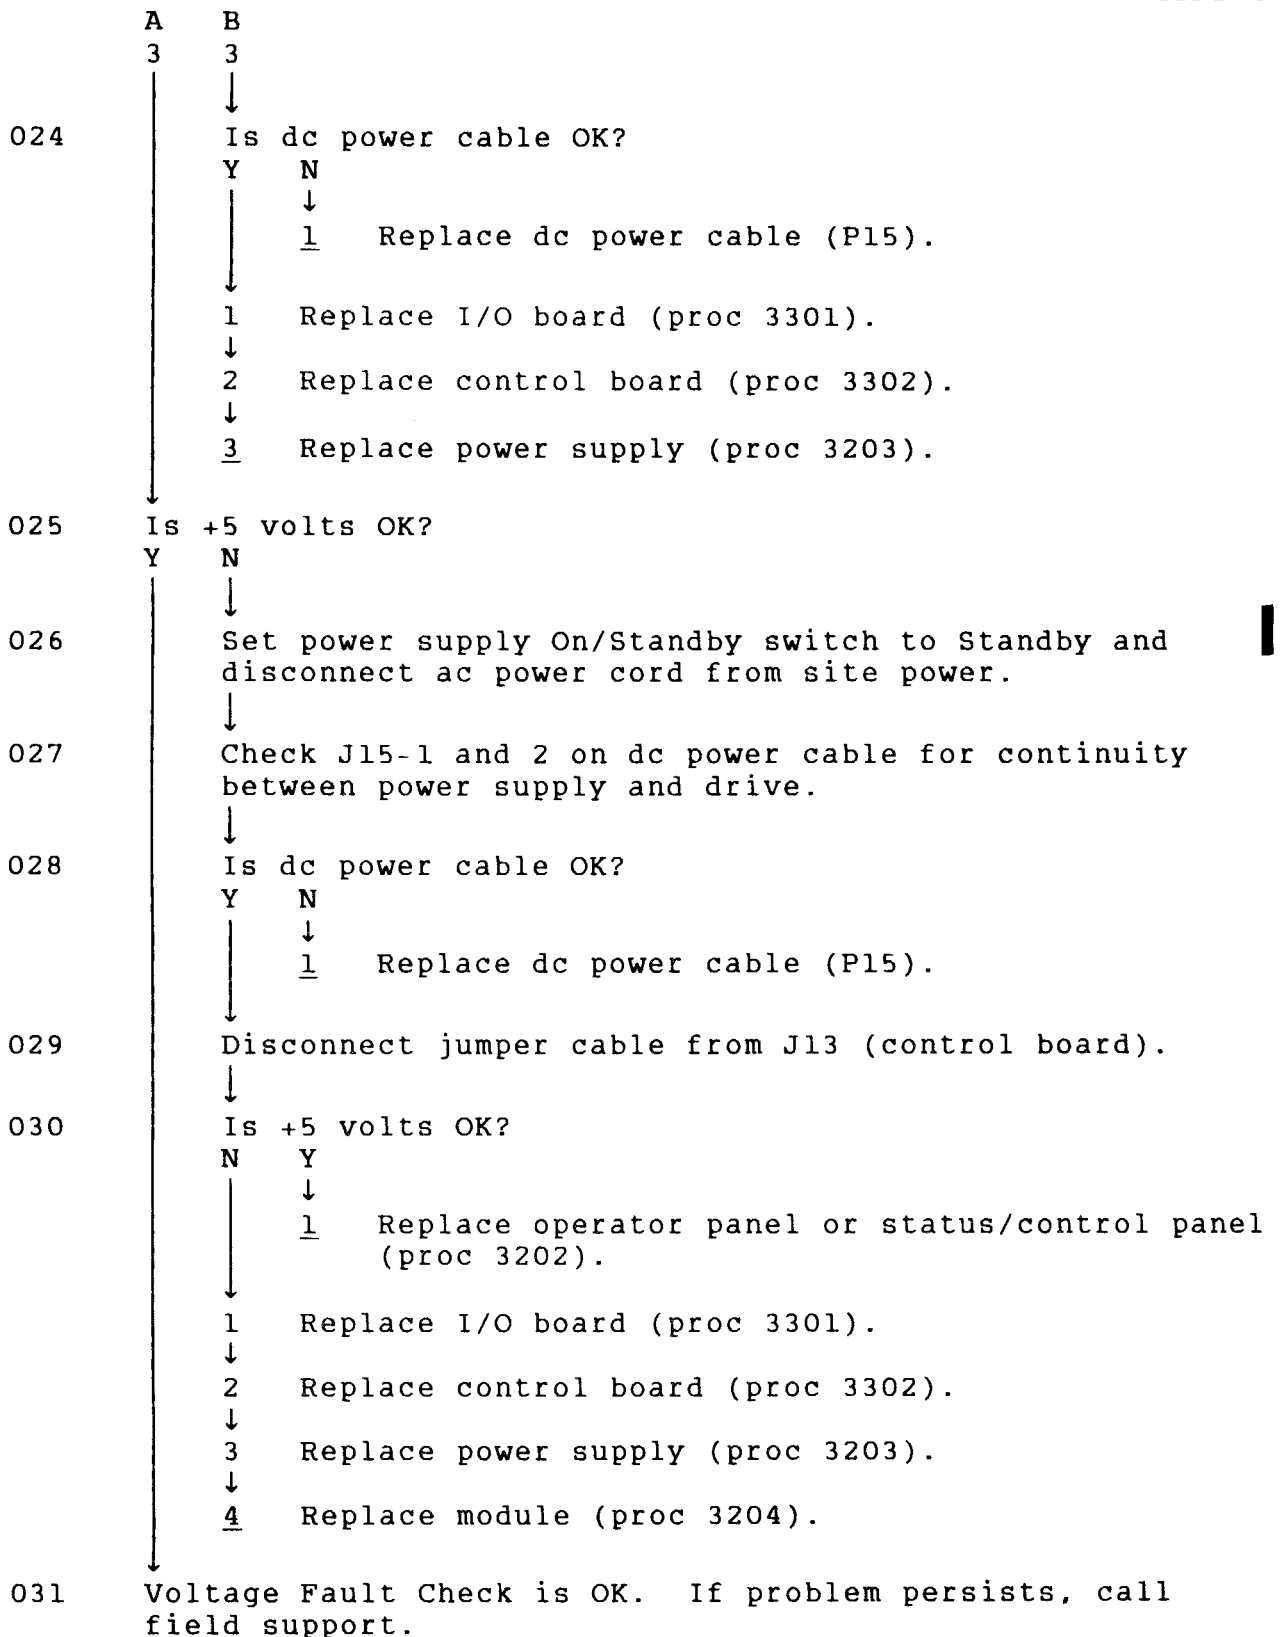 A B
3 3
024 Is dc power cable OK?
Y N
1 Replace dc power cable (P15).
1 Replace I/O board (proc 3301).
2 Replace control board (proc 3302).
3 Replace power supply (proc 3203).
025 Is +5 volts OK?
Y N
026 Set power supply On/Standby switch to Standby and
disconnect ac power cord from site power.
027 Check J15-1 and 2 on dc power cable for continuity
between power supply and drive.
028 Is dc power cable OK?
Y N
1 Replace dc power cable (P15).
029 Disconnect jumper cable from J13 (control board).
030 Is +5 volts OK?
N Y
1 Replace operator panel or status/control panel
(proc 3202).
1 Replace I/O board (proc 3301).
2 Replace control board (proc 3302).
3 Replace power supply (proc 3203).
4 Replace module (proc 3204).
031 Voltage Fault Check is OK. If problem persists, call
field support.